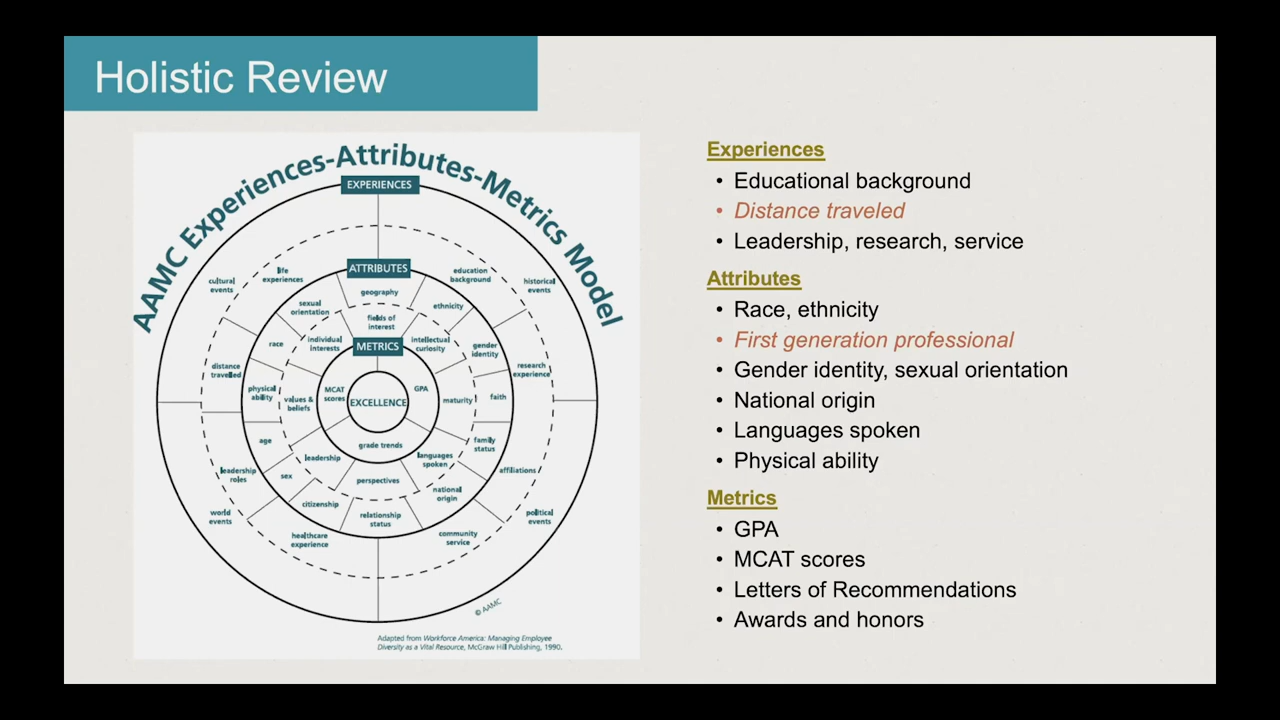 Holistic Review
AAMC Experiences-Attributes-Metrics Model
EXPERIENCES
life
experiences
cultural
events
education
background
historical
events
distance
travelled
research
experience
leadership
roles
affiliations
world
events
political
events
healthcare
experience
community
service
ATTRIBUTES
geography
sexual
orientation
ethnicity
fields of
interest
race
individual
interests
intellectual
curiosity
gender
identity
physical
ability
values &
beliefs
maturity
faith
age
family
status
leadership
languages
spoken
sex
perspectives
national
origin
citizenship
relationship
status
METRICS
MCAT
scores
GPA
EXCELLENCE
grade trends
© AAMC
Adapted from Workforce America: Managing Employee
Diversity as a Vital Resource, McGraw Hill Publishing, 1990.
Experiences
• Educational background
• Distance traveled
• Leadership, research, service
Attributes
• Race, ethnicity
• First generation professional
• Gender identity, sexual orientation
• National origin
• Languages spoken
• Physical ability
Metrics
• GPA
• MCAT scores
• Letters of Recommendations
• Awards and honors